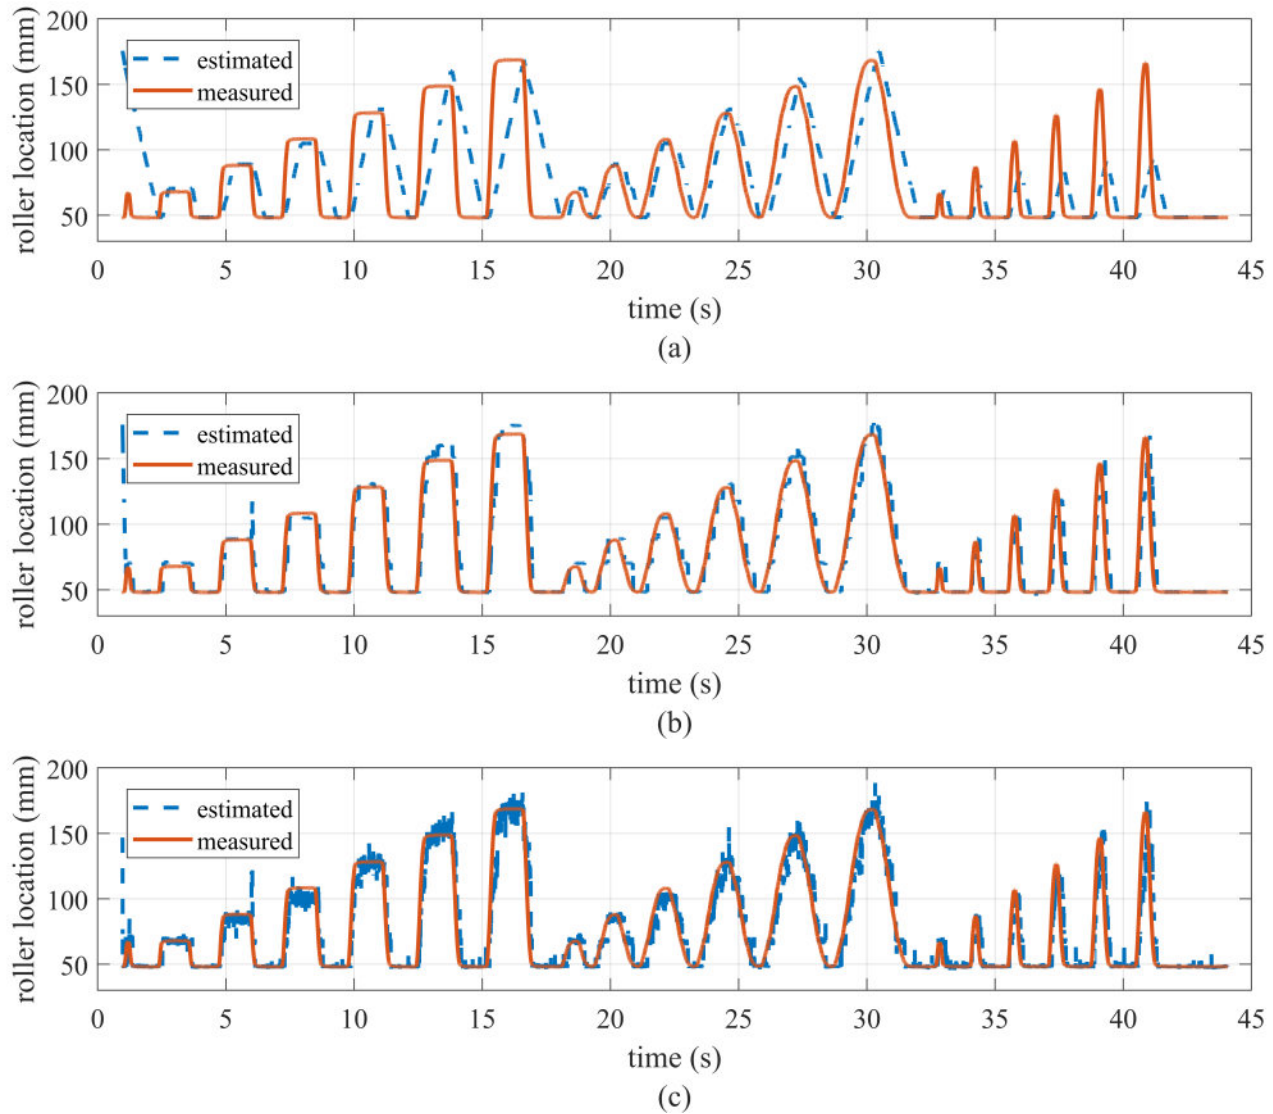 200
150
100
50
roller location (mm)
estimated
measured
0 5 10 15 20 25 30 35 40 45
time (s)
(a)
200
150
100
50
roller location (mm)
estimated
measured
0 5 10 15 20 25 30 35 40 45
time (s)
(b)
200
150
100
50
roller location (mm)
estimated
measured
0 5 10 15 20 25 30 35 40 45
time (s)
(c)